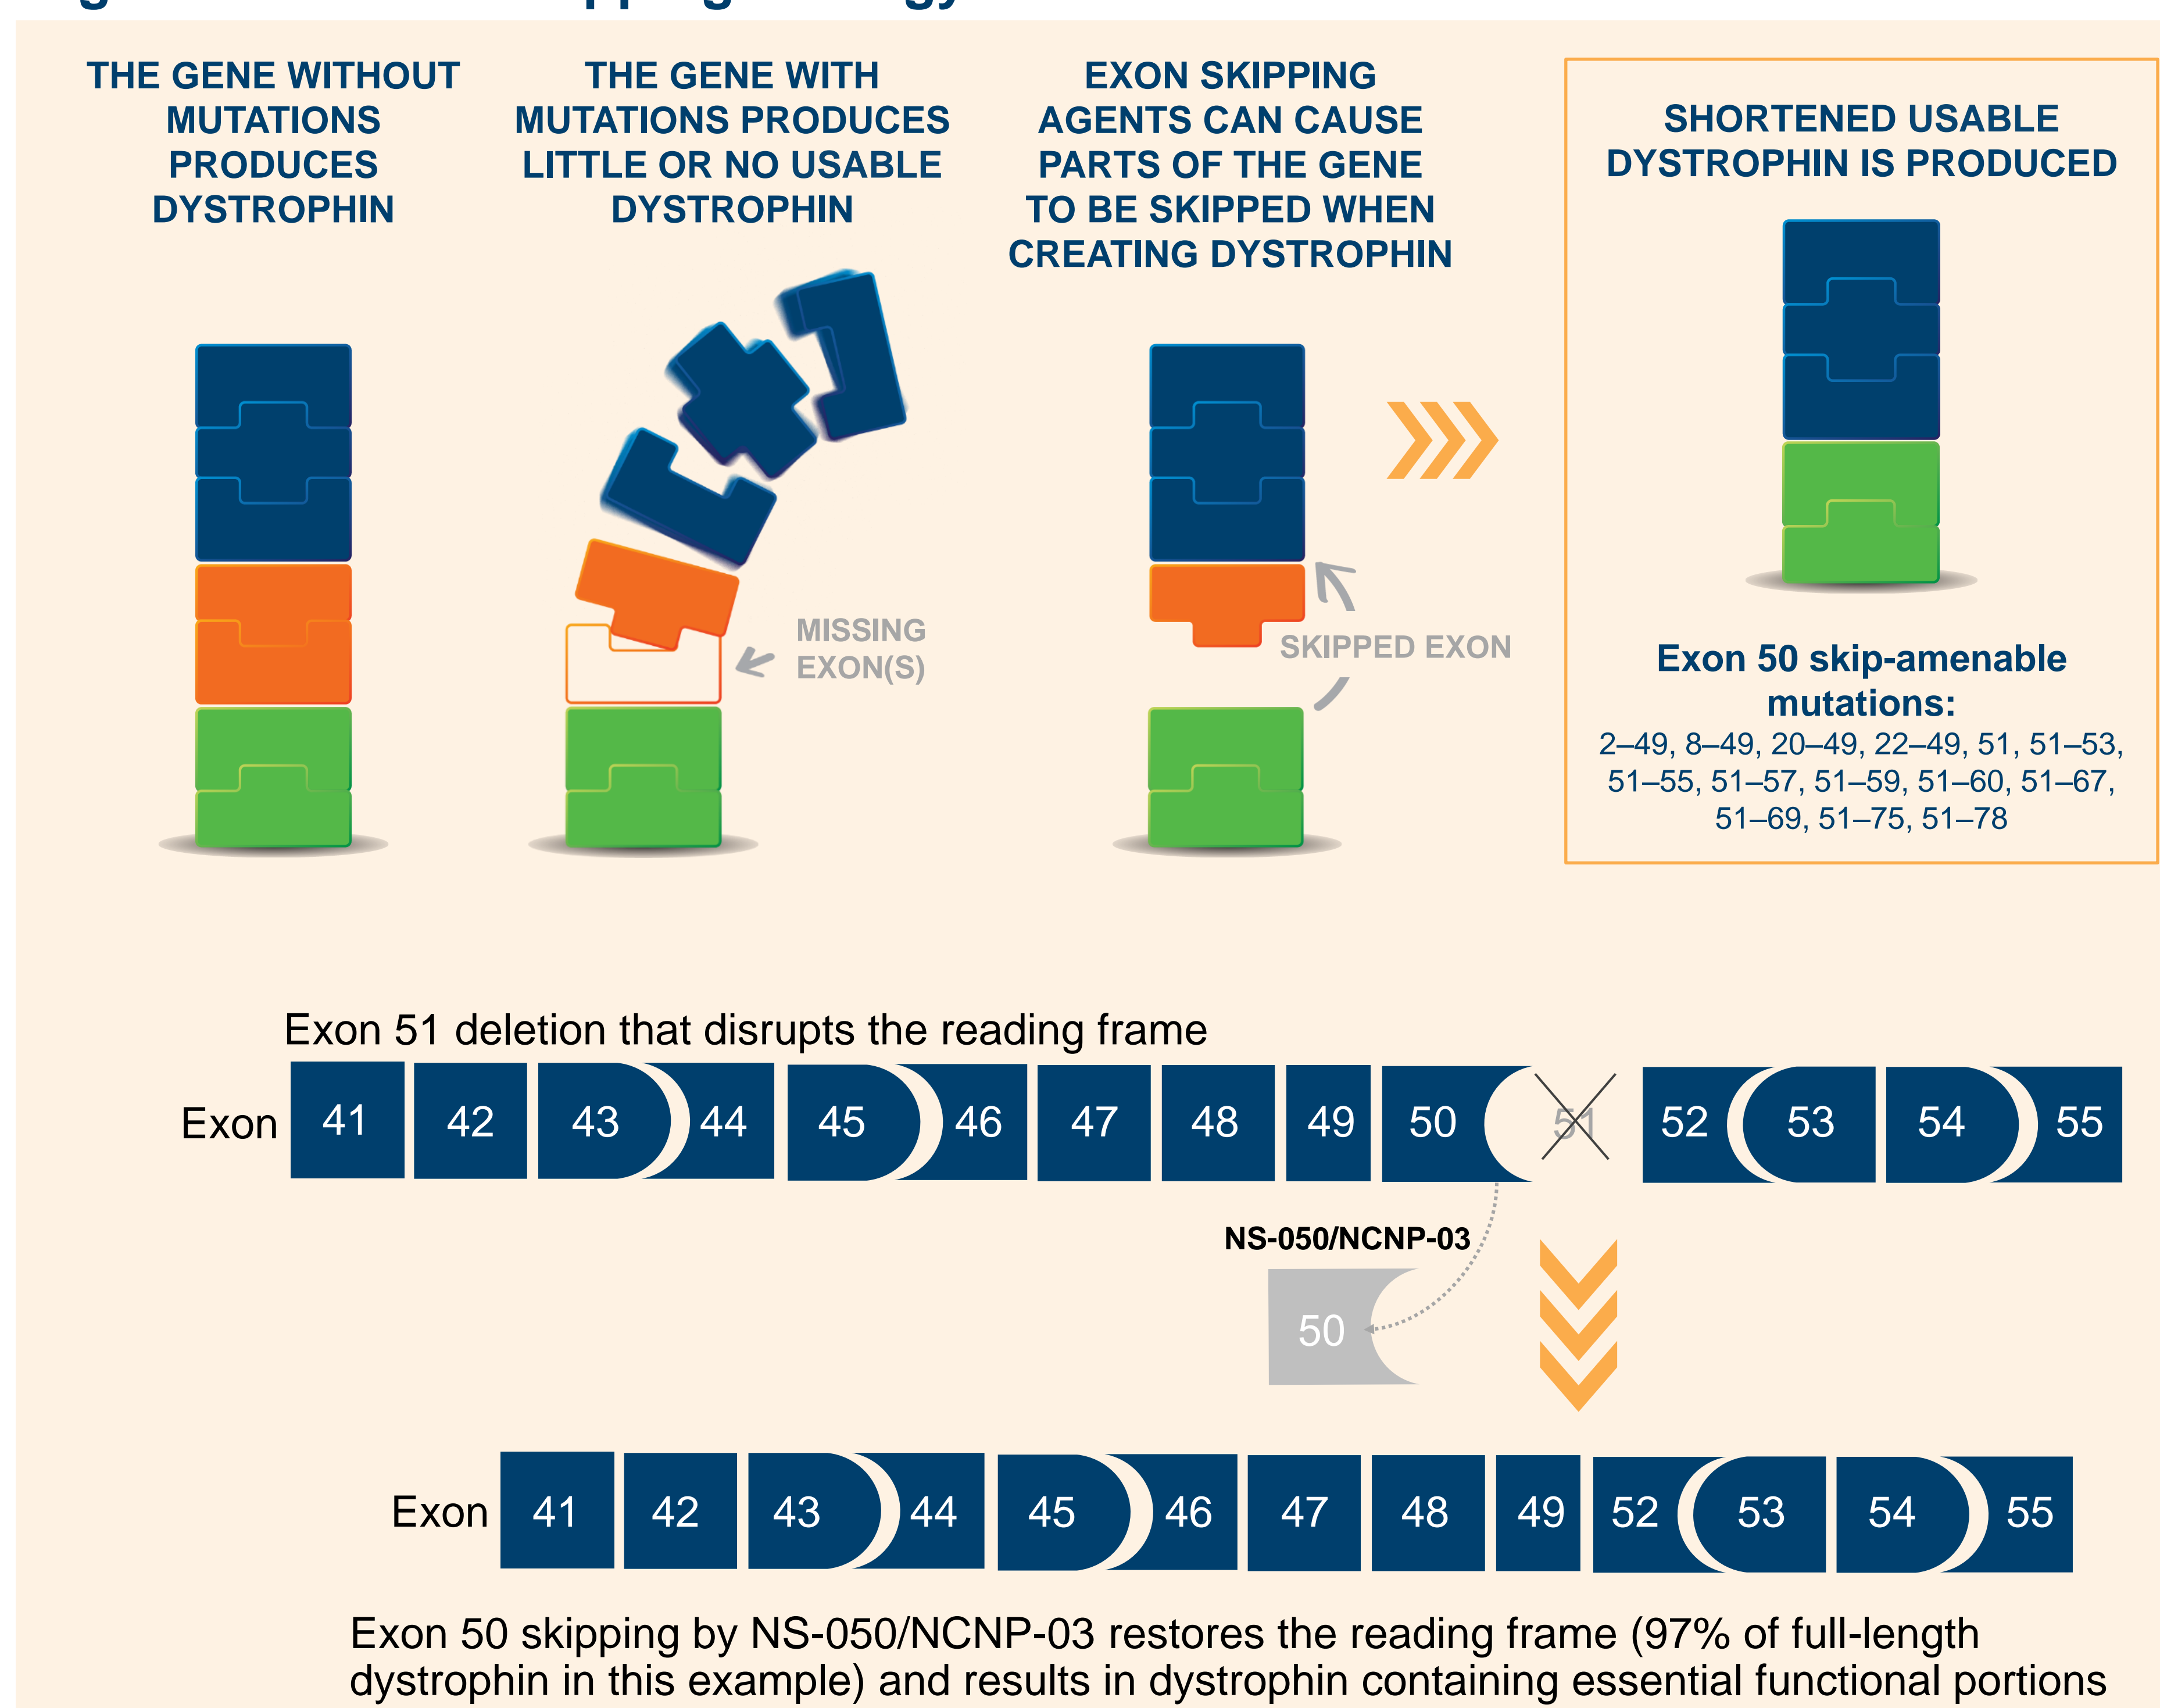 THE GENE WITHOUT
MUTATIONS
PRODUCES
DYSTROPHIN
THE GENE WITH
MUTATIONS PRODUCES
LITTLE OR NO USABLE
DYSTROPHIN
MISSING
EXON(S)
EXON SKIPPING
AGENTS CAN CAUSE
PARTS OF THE GENE
TO BE SKIPPED WHEN
CREATING DYSTROPHIN
SKIPPED EXON
SHORTENED USABLE
DYSTROPHIN IS PRODUCED
Exon 50 skip-amenable
mutations:
2–49, 8–49, 20–49, 22–49, 51, 51–53,
51–55, 51–57, 51–59, 51–60, 51–67,
51–69, 51–75, 51–78
Exon 51 deletion that disrupts the reading frame
Exon 41 42 43 44 45 46 47 48 49 50 51 52 53 54 55
NS-050/NCNP-03
50
Exon 41 42 43 44 45 46 47 48 49 52 53 54 55
Exon 50 skipping by NS-050/NCNP-03 restores the reading frame (97% of full-length
dystrophin in this example) and results in dystrophin containing essential functional portions